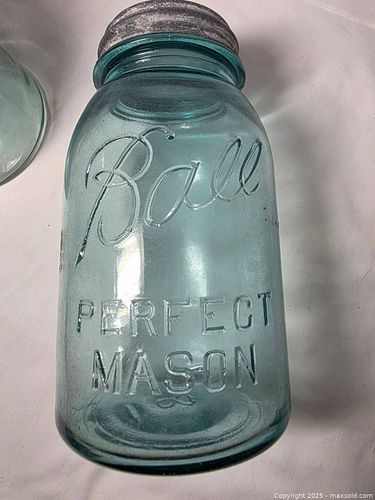 Ball
PERFECT
MASON
Copyright © 2025 - maxsold.com